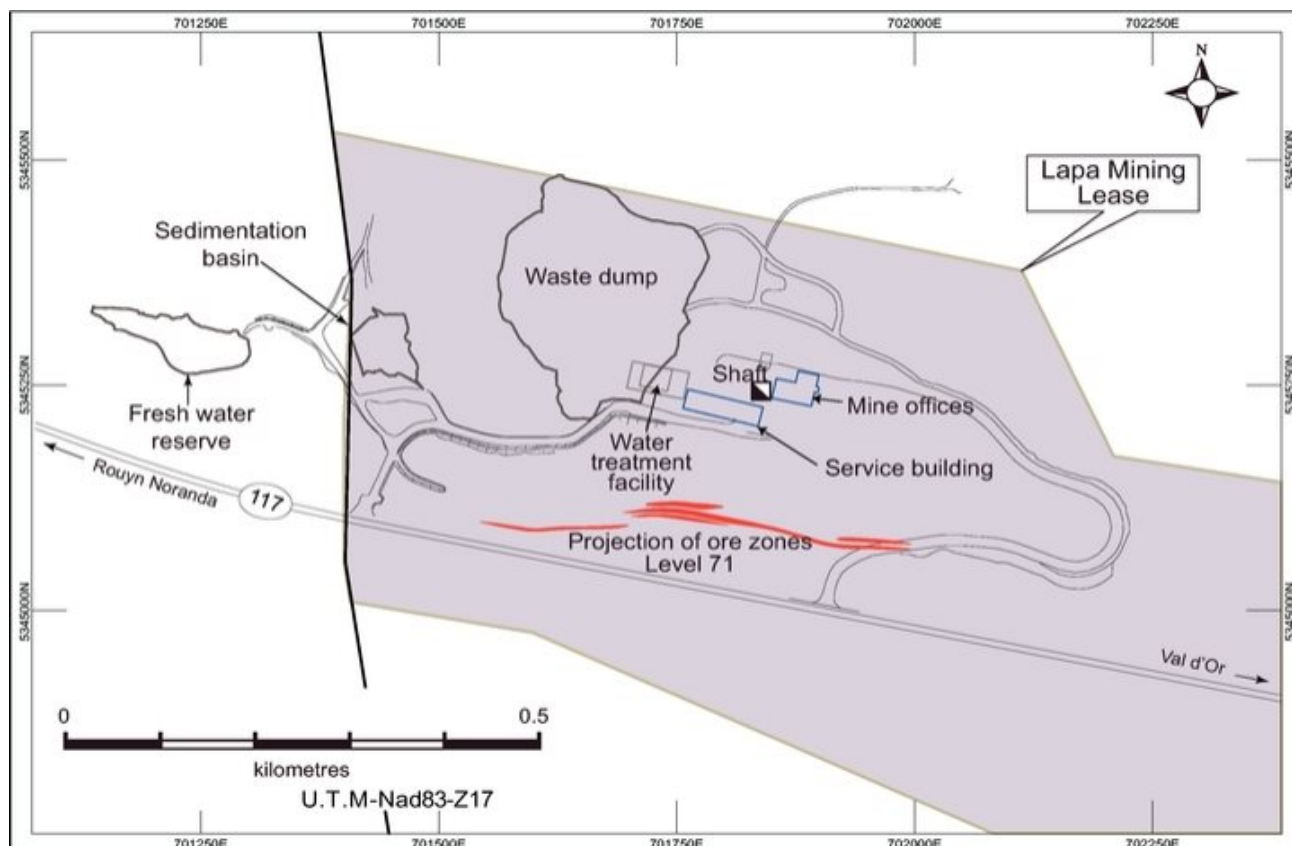 701250E
701500E
701750E
702000E
702250E
N
5345500N
5345500N
Lapa Mining
Lease
Sedimentation
basin
Waste dump
5345250N
5345250N
Shaft
Mine offices
Fresh water
reserve
Water
treatment
facility
Service building
Rouyn Noranda
117
Projection of ore zones
Level 71
5345000N
5345000N
Val d'Or
0
0.5
kilometres
U.T.M-Nad83-Z17
701250E
701500E
701750E
702000E
702250E